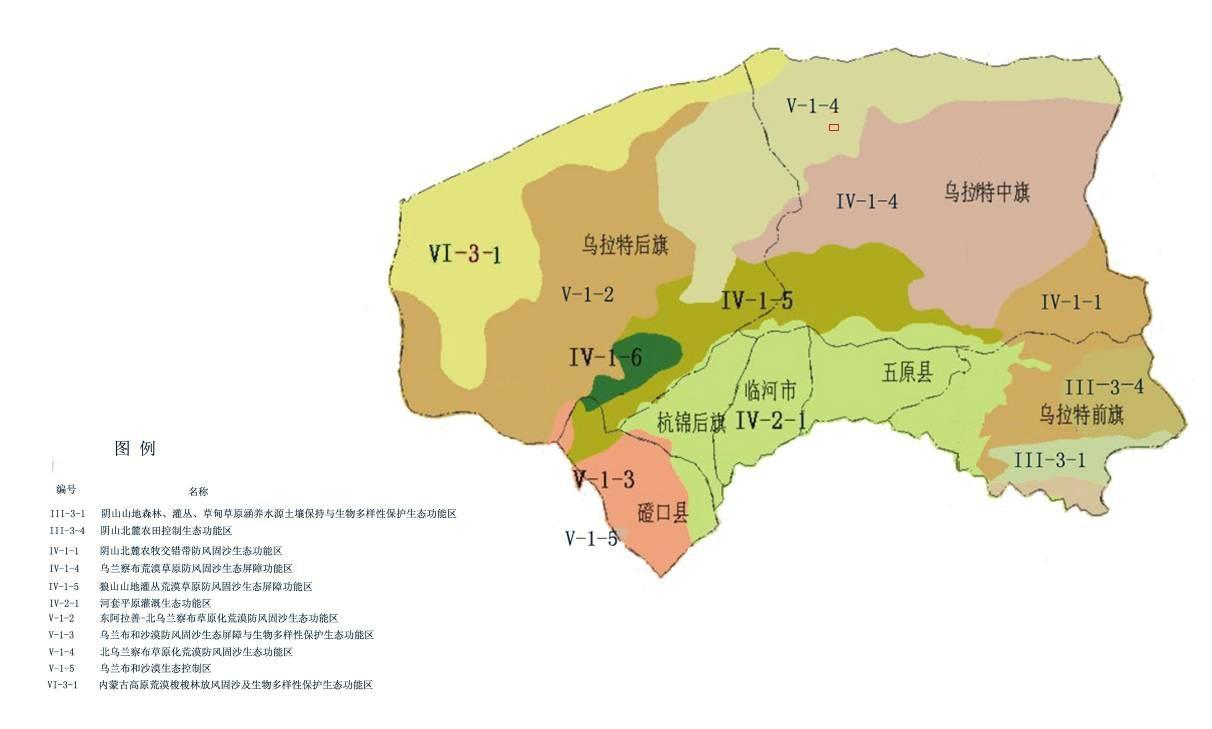 V-1-4
IV-1-4
乌拉特中旗
乌拉特后旗
VI-3-1
V-1-2
IV-1-5
IV-1-1
IV-1-6
五原县
III-3-4
临河市
乌拉特前旗
杭锦后旗
IV-2-1
III-3-1
V-1-3
磴口县
V-1-5
图 例
编号 名称
III-3-1 阴山山地森林、灌丛、草甸草原涵养水源土壤保持与生物多样性保护生态功能区
III-3-4 阴山北麓农田控制生态功能区
IV-1-1 阴山北麓农牧交错带防风固沙生态功能区
IV-1-4 乌兰察布荒漠草原防风固沙生态屏障功能区
IV-1-5 狼山山地灌丛荒漠草原防风固沙生态屏障功能区
IV-2-1 河套平原灌溉生态功能区
V-1-2 东阿拉善-北乌兰察布草原化荒漠防风固沙生态功能区
V-1-3 乌兰布和沙漠防风固沙生态屏障与生物多样性保护生态功能区
V-1-4 北乌兰察布草原化荒漠防风固沙生态功能区
V-1-5 乌兰布和沙漠生态控制区
VI-3-1 内蒙古高原荒漠梭梭林放风固沙及生物多样性保护生态功能区